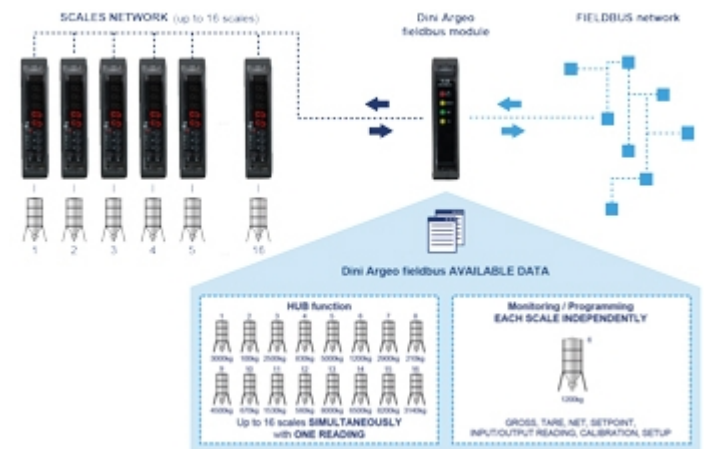 SCALES NETWORK (up to 16 scales)
Dini Argeo
fieldbus module
FIELDBUS network
1 2 3 4 5 16
Dini Argeo fieldbus AVAILABLE DATA
HUB function
1 2 3 4 5 6 7 8
3000kg 100kg 2500kg 830kg 5000kg 1200kg 2900kg 210kg
9 10 11 12 13 14 15 16
4500kg 670kg 1530kg 590kg 8000kg 6500kg 8200kg 3140kg
Up to 16 scales SIMULTANEOUSLY
with ONE READING
Monitoring / Programming
EACH SCALE INDEPENDENTLY
6
1200kg
GROSS, TARE, NET, SETPOINT,
INPUT/OUTPUT READING, CALIBRATION, SETUP